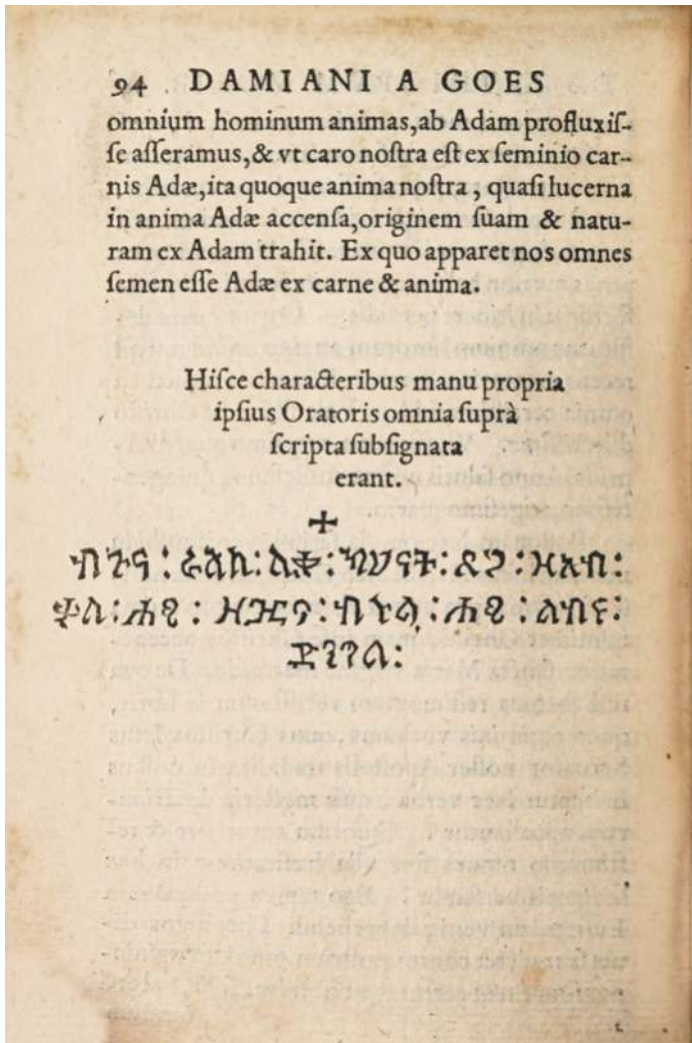 94 DAMIANI A GOES
omnium hominum animas, ab Adam profluxiſ-
ſe aſſeramus, & vt caro noſtra eſt ex ſeminio car-
nis Adæ, ita quoque anima noſtra, quaſi lucerna
in anima Adæ accenſa, originem ſuam & natu-
ram ex Adam trahit. Ex quo apparet nos omnes
ſemen eſſe Adæ ex carne & anima.
Hiſce characteribus manu propria
ipſius Oratoris omnia ſuprà
ſcripta ſubſignata
erant.
ጸጋ : ዘአብ :